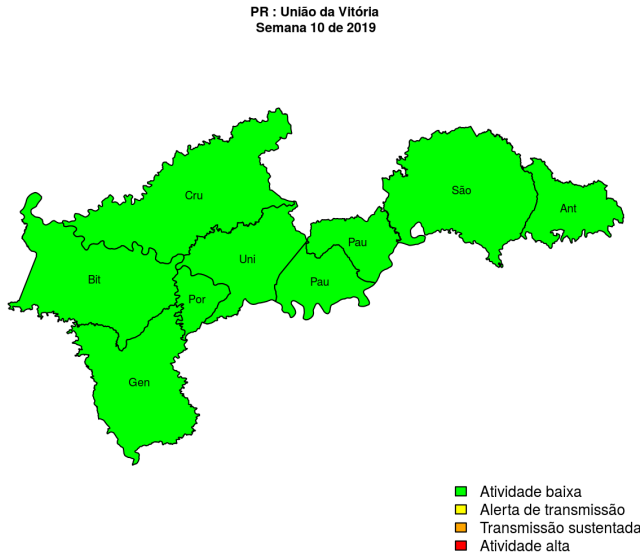 PR : União da Vitória
Semana 10 de 2019
Cru
São
Ant
Pau
Uni
Bit
Pau
Por
Gen
Atividade baixa
Alerta de transmissão
Transmissão sustentada
Atividade alta